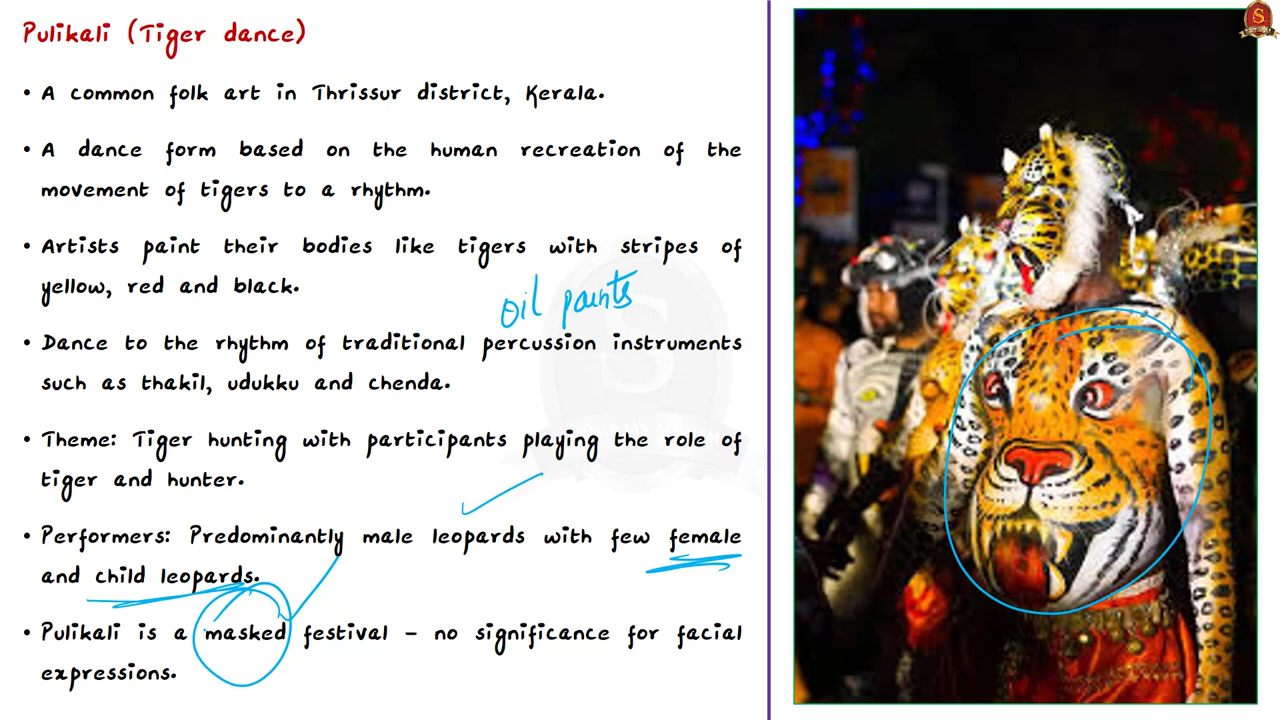 Pulikali (Tiger dance)
• A common folk art in Thrissur district, Kerala.
• A dance form based on the human recreation of the
movement of tigers to a rhythm.
• Artists paint their bodies like tigers with stripes of
yellow, red and black.
oil paints
• Dance to the rhythm of traditional percussion instruments
such as thakil, udukku and chenda.
• Theme: Tiger hunting with participants playing the role of
tiger and hunter.
• Performers: Predominantly male leopards with few female
and child leopards.
• Pulikali is a masked festival – no significance for facial
expressions.